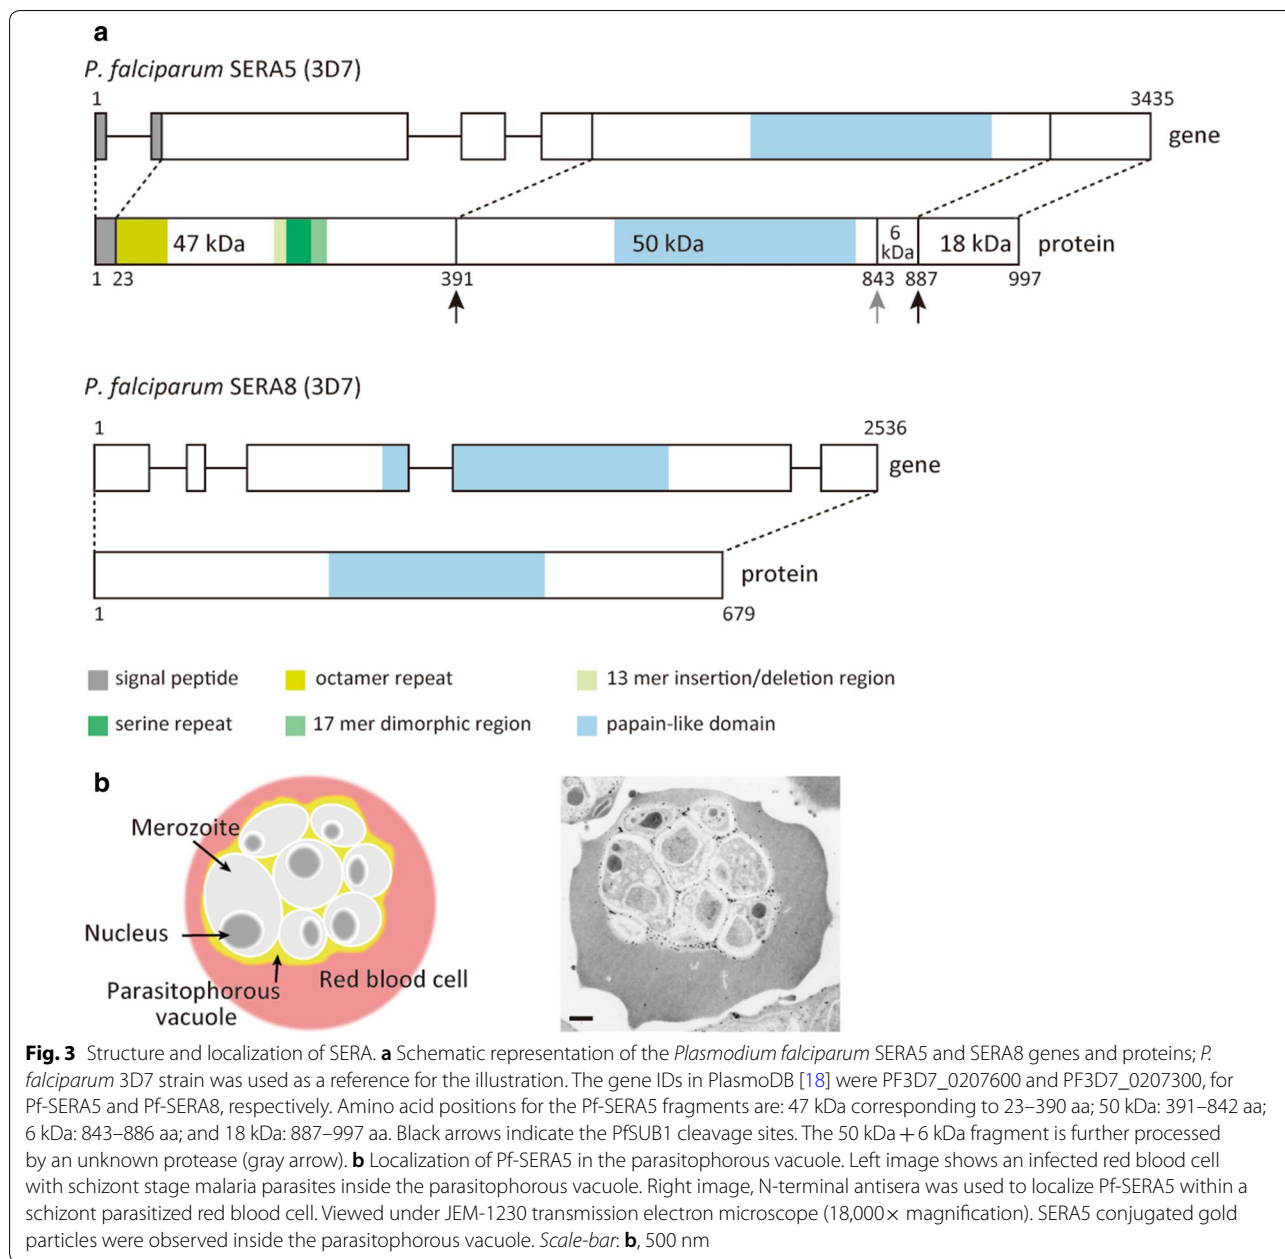 a
P. falciparum SERA5 (3D7)
1 3435
gene
47 kDa 50 kDa 6 kDa 18 kDa protein
1 23 391 843 887 997
P. falciparum SERA8 (3D7)
1 2536
gene
protein
1 679
signal peptide octamer repeat 13 mer insertion/deletion region
serine repeat 17 mer dimorphic region papain-like domain
b
Merozoite
Nucleus
Red blood cell
Parasitophorous
vacuole
Fig. 3 Structure and localization of SERA. a Schematic representation of the Plasmodium falciparum SERA5 and SERA8 genes and proteins; P.
falciparum 3D7 strain was used as a reference for the illustration. The gene IDs in PlasmoDB [18] were PF3D7_0207600 and PF3D7_0207300, for
Pf-SERA5 and Pf-SERA8, respectively. Amino acid positions for the Pf-SERA5 fragments are: 47 kDa corresponding to 23–390 aa; 50 kDa: 391–842 aa;
6 kDa: 843–886 aa; and 18 kDa: 887–997 aa. Black arrows indicate the PfSUB1 cleavage sites. The 50 kDa + 6 kDa fragment is further processed
by an unknown protease (gray arrow). b Localization of Pf-SERA5 in the parasitophorous vacuole. Left image shows an infected red blood cell
with schizont stage malaria parasites inside the parasitophorous vacuole. Right image, N-terminal antisera was used to localize Pf-SERA5 within a
schizont parasitized red blood cell. Viewed under JEM-1230 transmission electron microscope (18,000× magnification). SERA5 conjugated gold
particles were observed inside the parasitophorous vacuole. Scale-bar: b, 500 nm